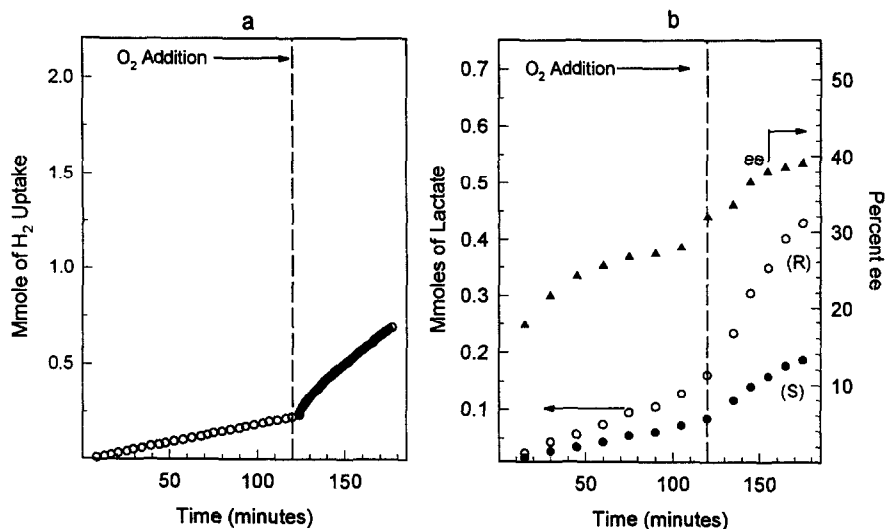 a
O₂ Addition
2.0
1.5
1.0
0.5
Mmole of H₂ Uptake
50
100
150
Time (minutes)
b
O₂ Addition
0.7
0.6
0.5
0.4
0.3
0.2
0.1
Mmoles of Lactate
ee
(R)
(S)
50
40
30
20
10
Percent ee
50
100
150
Time (minutes)